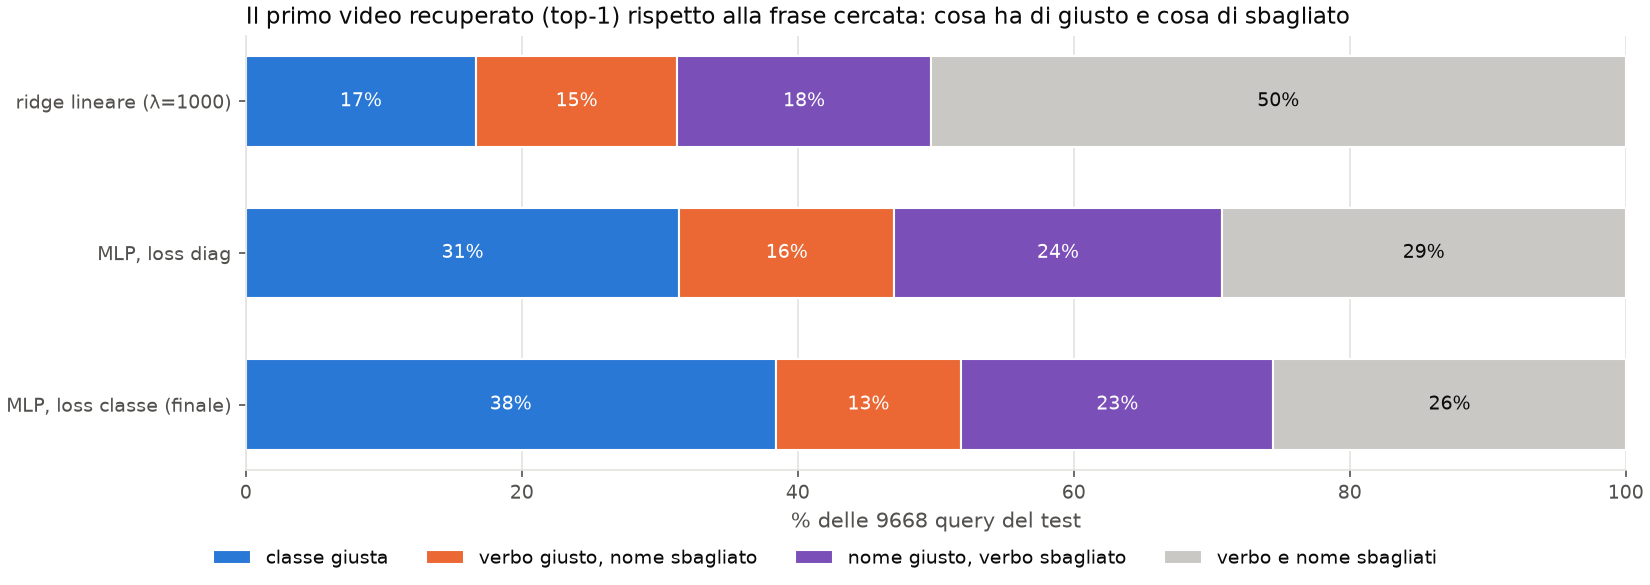 Il primo video recuperato (top-1) rispetto alla frase cercata: cosa ha di giusto e cosa di sbagliato
ridge lineare (λ=1000)
17%
15%
18%
50%
MLP, loss diag
31%
16%
24%
29%
MLP, loss classe (finale)
38%
13%
23%
26%
0
20
40
60
80
100
% delle 9668 query del test
classe giusta
verbo giusto, nome sbagliato
nome giusto, verbo sbagliato
verbo e nome sbagliati